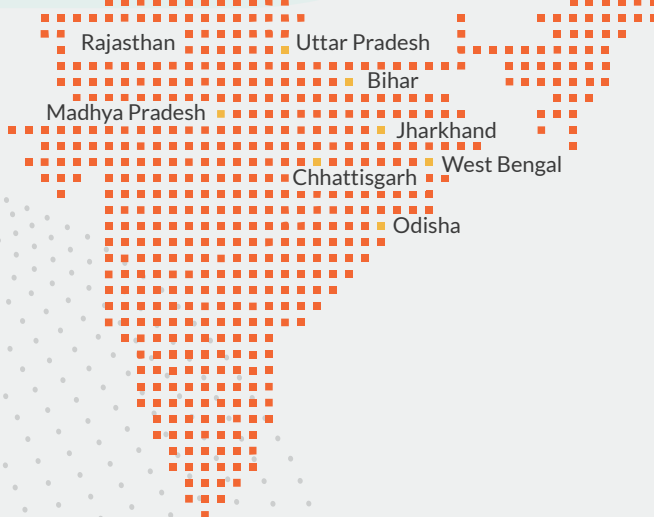 Rajasthan
Uttar Pradesh
Bihar
Madhya Pradesh
Jharkhand
West Bengal
Chhattisgarh
Odisha